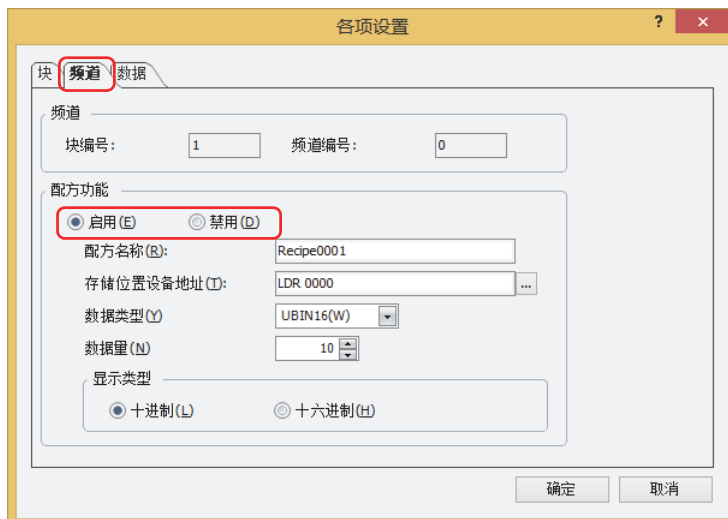 各项设置
?
×
块 频道 数据
频道
块编号: 1 频道编号: 0
配方功能
启用(E) 禁用(D)
配方名称(R): Recipe0001
存储位置设备地址(T): LDR 0000 ...
数据类型(Y) UBIN16(W)
数据量(N) 10
显示类型
十进制(L) 十六进制(H)
确定 取消